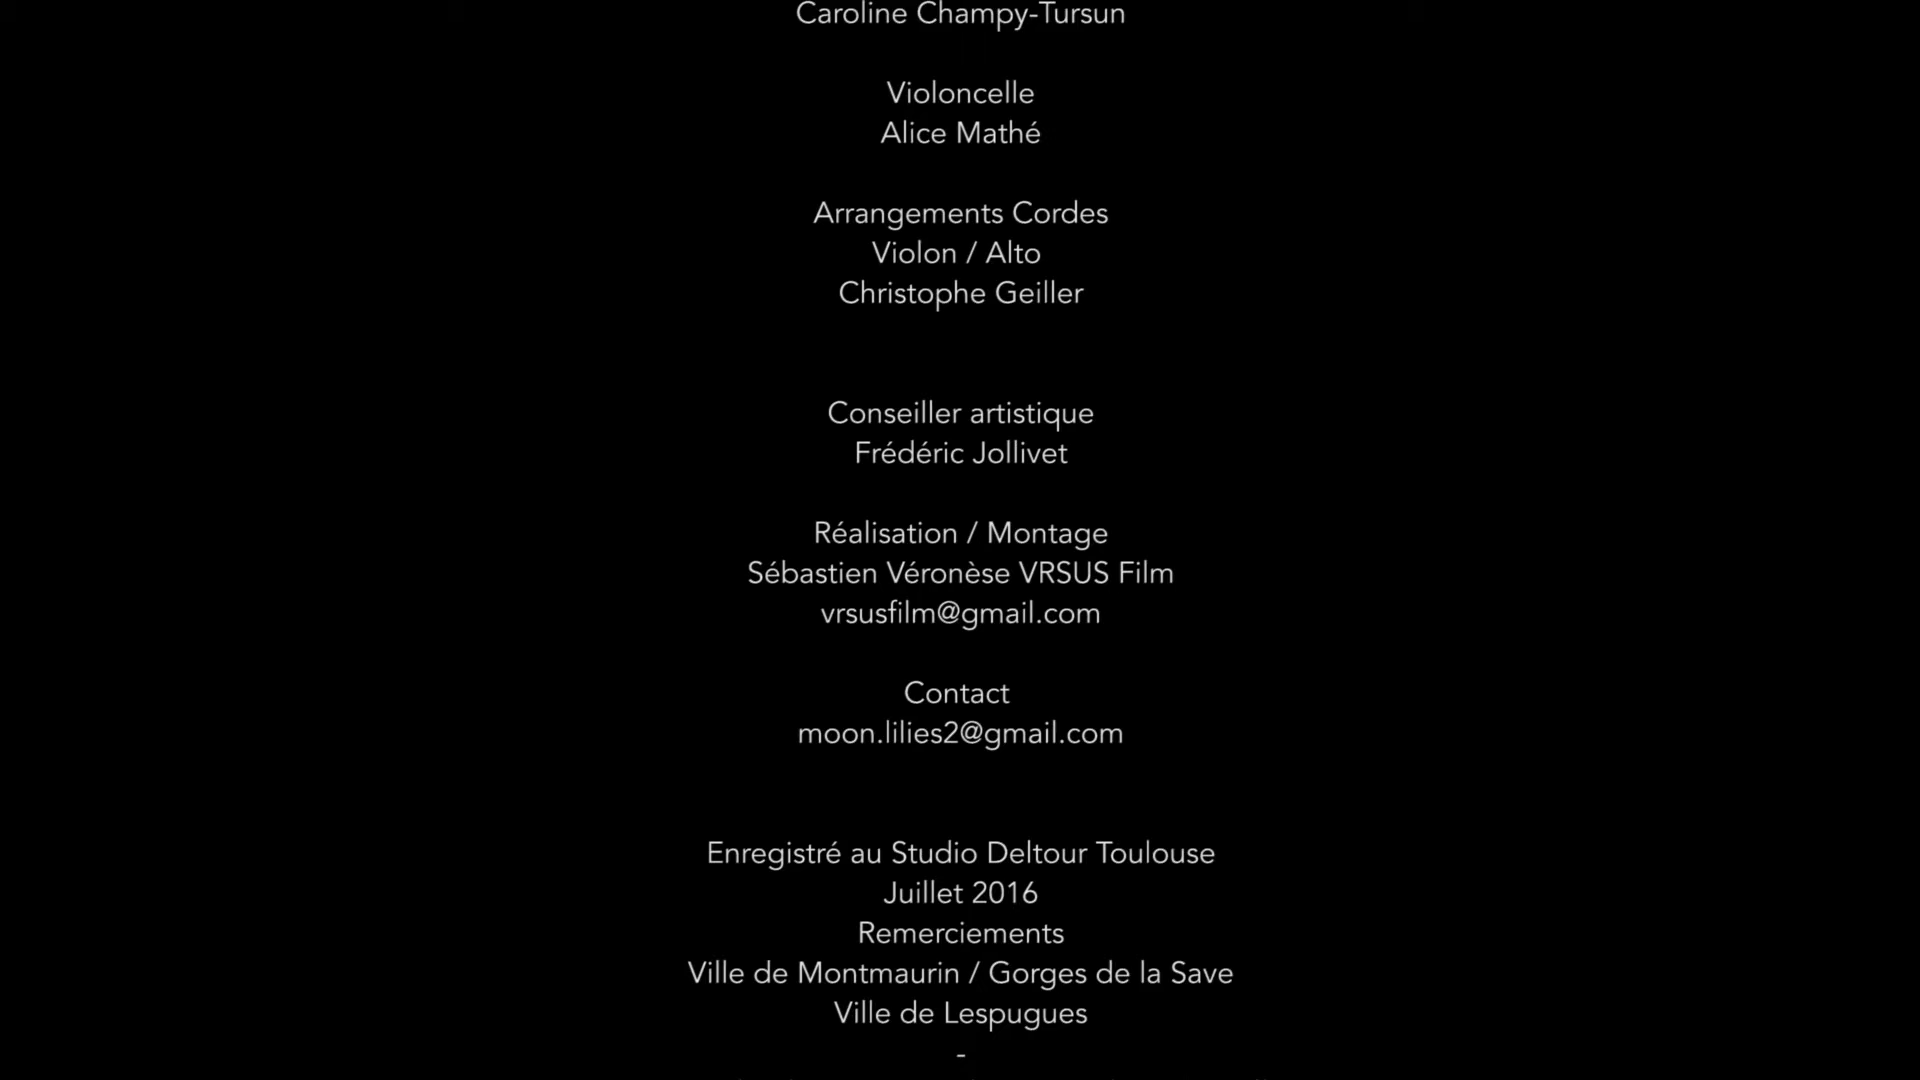 Caroline Champy-Tursun
Violoncelle
Alice Mathé
Arrangements Cordes
Violon / Alto
Christophe Geiller
Conseiller artistique
Frédéric Jollivet
Réalisation / Montage
Sébastien Véronèse VRSUS Film
vrsusfilm@gmail.com
Contact
moon.lilies2@gmail.com
Enregistré au Studio Deltour Toulouse
Juillet 2016
Remerciements
Ville de Montmaurin / Gorges de la Save
Ville de Lespugues
-